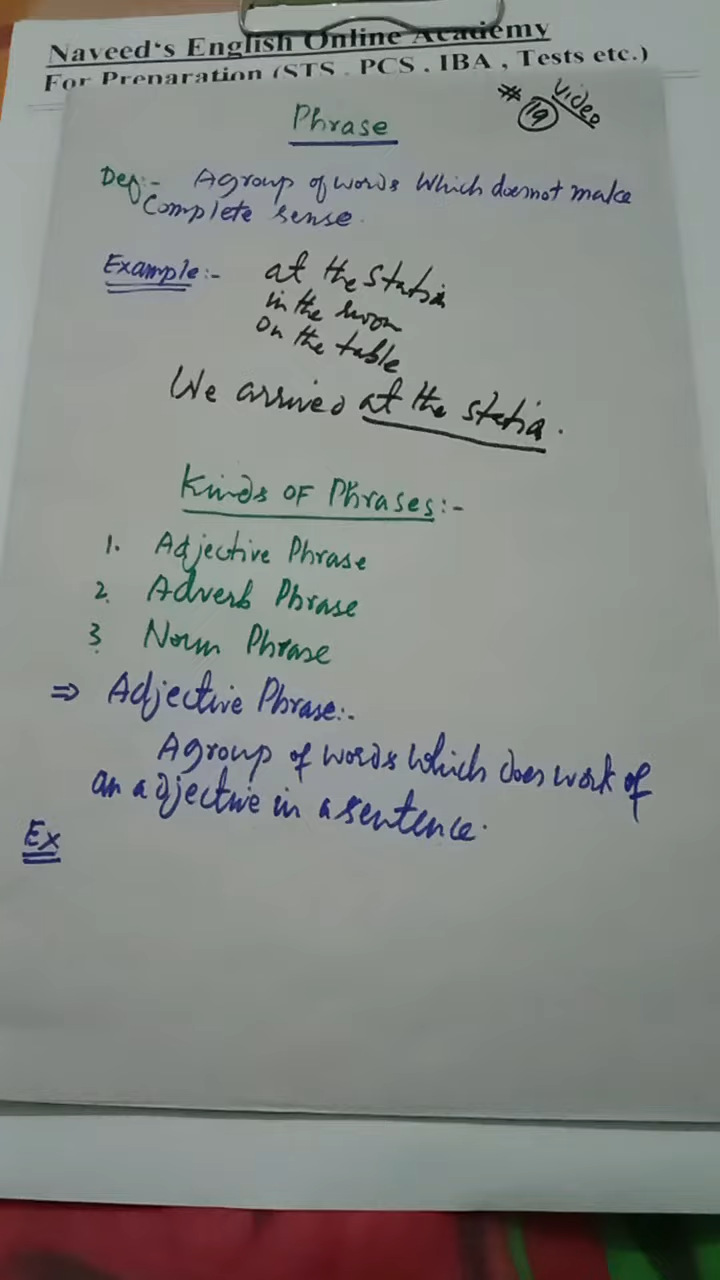 Naveed's English Online Academy
For Preparation (STS , PCS , IBA , Tests etc.)
# 19 Video
Phrase
Def:- A group of words which does not make
Complete sense.
Example:- at the station
in the room
on the table
We arrived at the station.
Kinds OF Phrases:-
1. Adjective Phrase
2. Adverb Phrase
3. Noun Phrase
⇒ Adjective Phrase:-
A group of words which does work of
an adjective in a sentence.
Ex